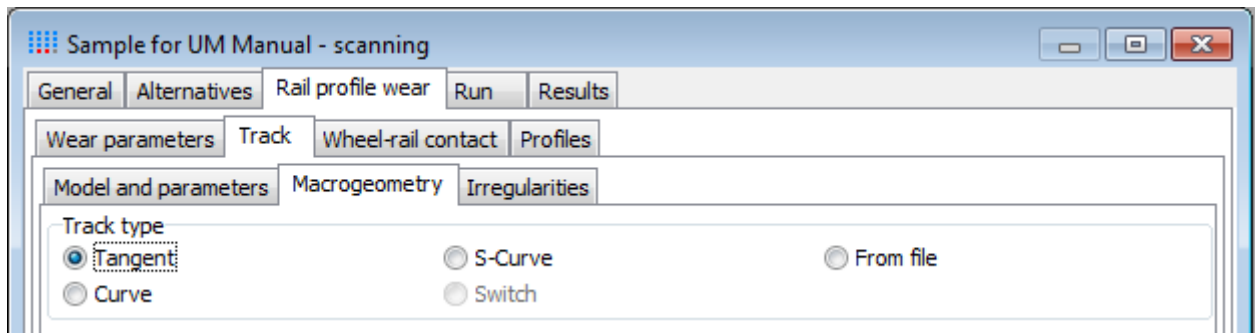 Sample for UM Manual - scanning
General Alternatives Rail profile wear Run Results
Wear parameters Track Wheel-rail contact Profiles
Model and parameters Macrogeometry Irregularities
Track type
Tangent S-Curve From file
Curve Switch